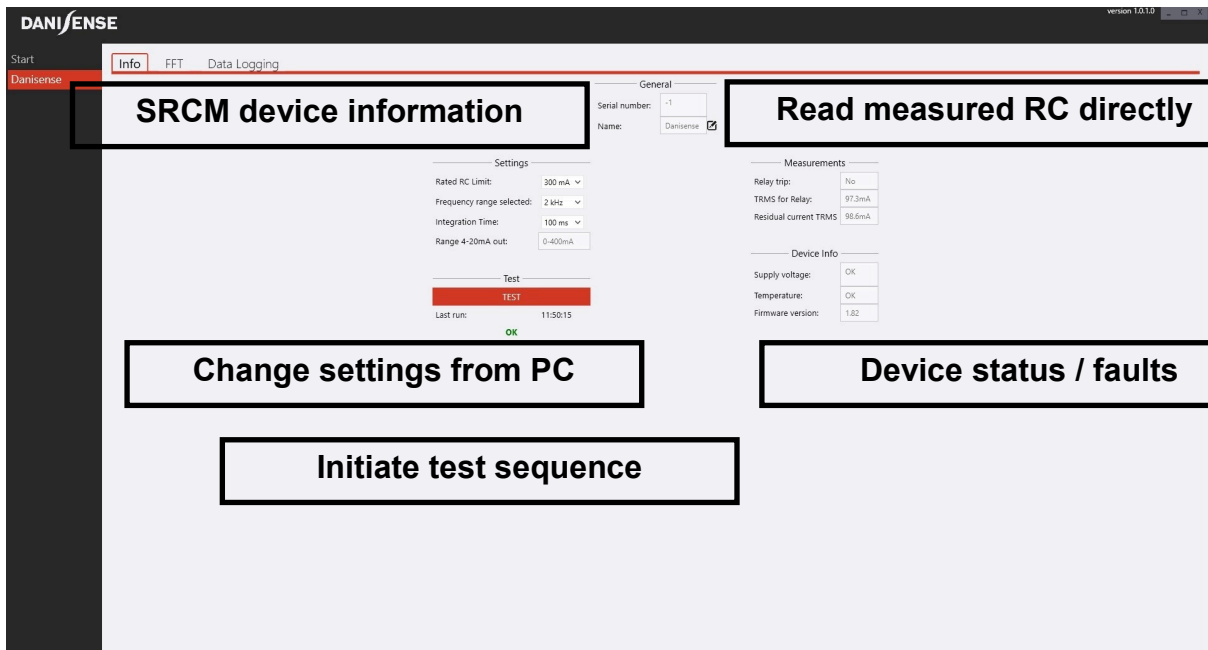 DANISENSE
version 1.0.1.0
Start
Danisense
Info FFT Data Logging
SRCM device information
General
Serial number: -1
Name: Danisense
Read measured RC directly
Settings
Rated RC Limit: 300 mA
Frequency range selected: 2 kHz
Integration Time: 100 ms
Range 4-20mA out: 0-400mA
Measurements
Relay trip: No
TRMS for Relay: 97.3mA
Residual current TRMS 98.6mA
Test
TEST
Last run: 11:50:15
OK
Device Info
Supply voltage: OK
Temperature: OK
Firmware version: 1.82
Change settings from PC
Device status / faults
Initiate test sequence